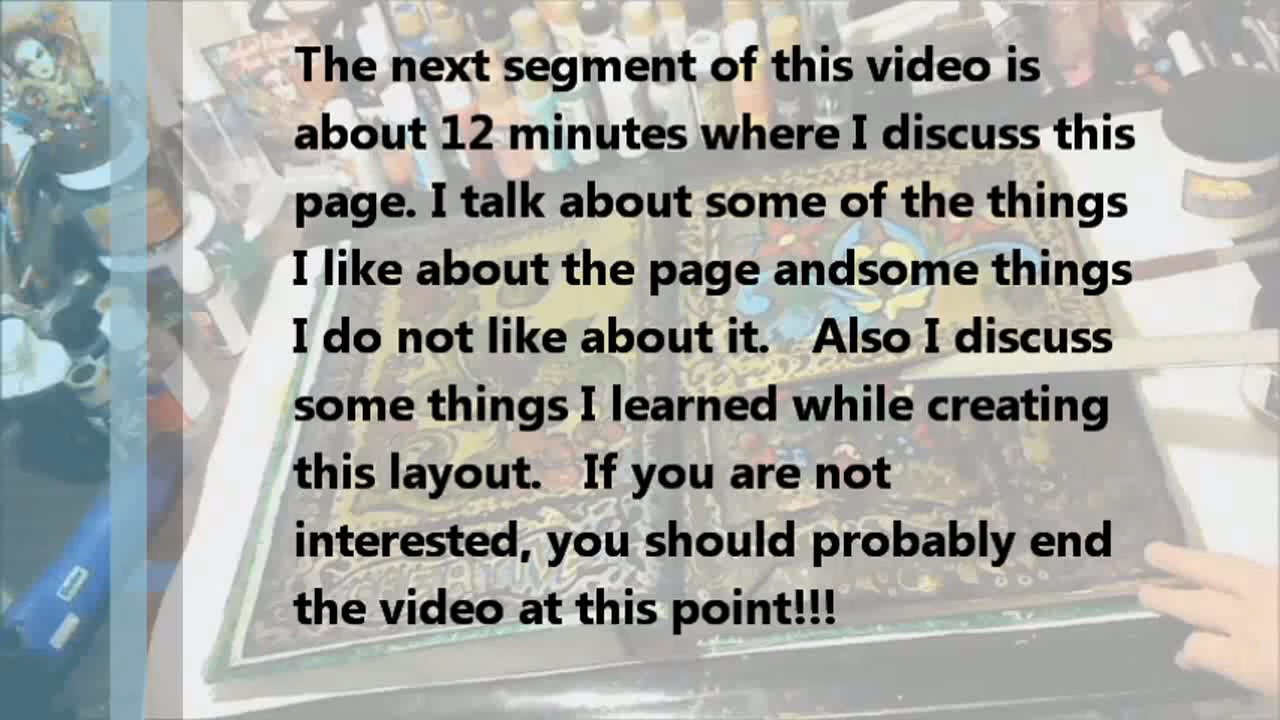 The next segment of this video is
about 12 minutes where I discuss this
page. I talk about some of the things
I like about the page andsome things
I do not like about it.   Also I discuss
some things I learned while creating
this layout.   If you are not
interested, you should probably end
the video at this point!!!